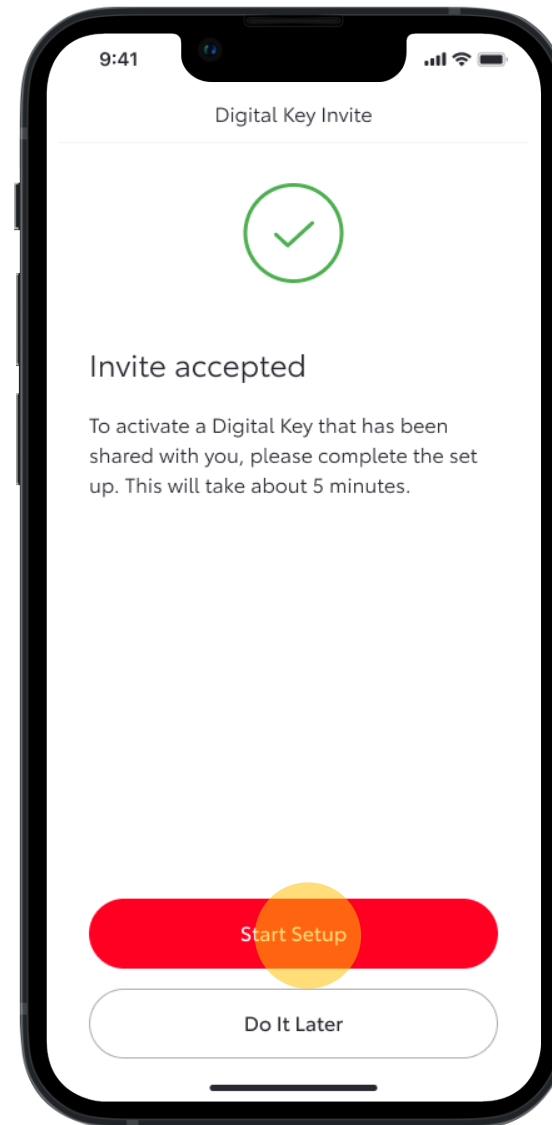 9:41
Digital Key Invite
Invite accepted
To activate a Digital Key that has been
shared with you, please complete the set
up. This will take about 5 minutes.
Start Setup
Do It Later